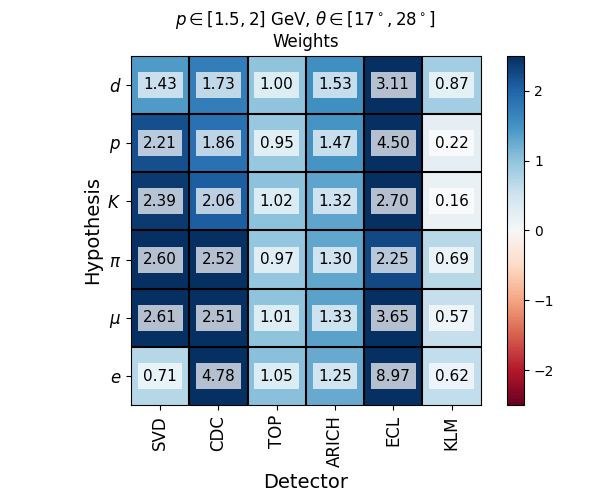 p ∈ [1.5, 2] GeV, θ ∈ [17°, 28°]
Weights
Hypothesis
d 1.43 1.73 1.00 1.53 3.11 0.87
p 2.21 1.86 0.95 1.47 4.50 0.22
K 2.39 2.06 1.02 1.32 2.70 0.16
π 2.60 2.52 0.97 1.30 2.25 0.69
μ 2.61 2.51 1.01 1.33 3.65 0.57
e 0.71 4.78 1.05 1.25 8.97 0.62
SVD CDC TOP ARICH ECL KLM
Detector
2
1
0
−1
−2